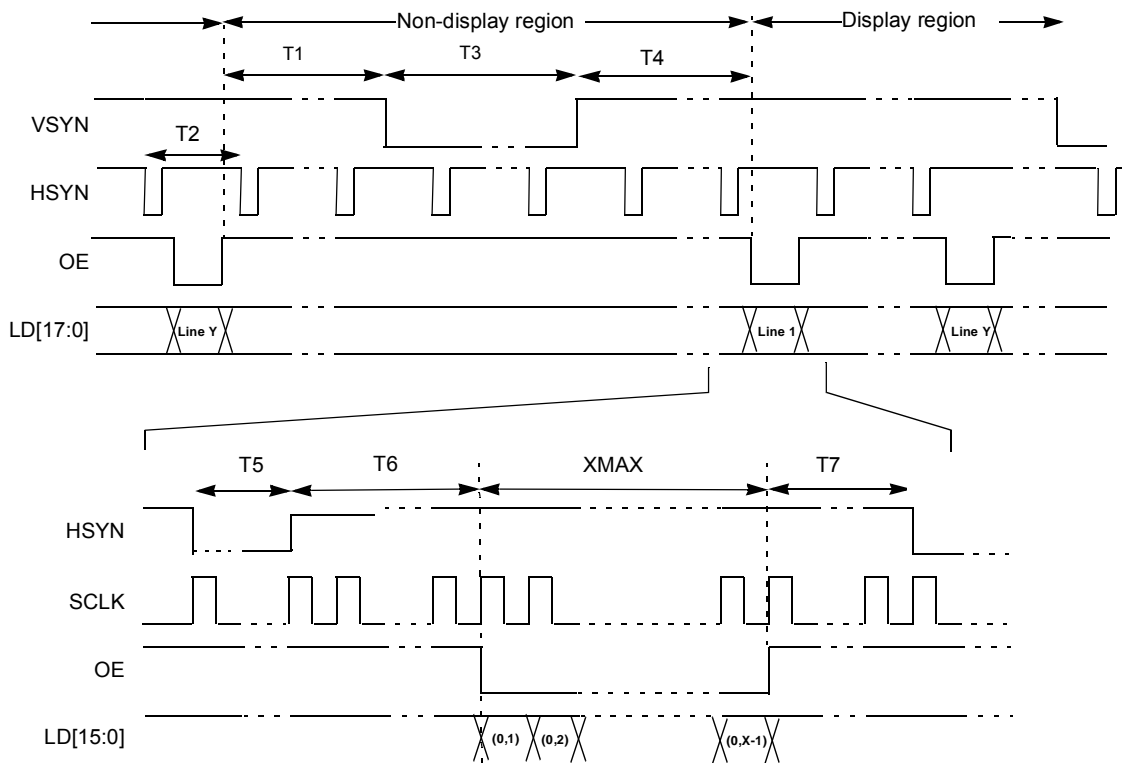 Non-display region
Display region
T1
T3
T4
VSYN
T2
HSYN
OE
LD[17:0]
Line Y
Line 1
Line Y
T5
T6
XMAX
T7
HSYN
SCLK
OE
LD[15:0]
(0,1)
(0,2)
(0,X-1)